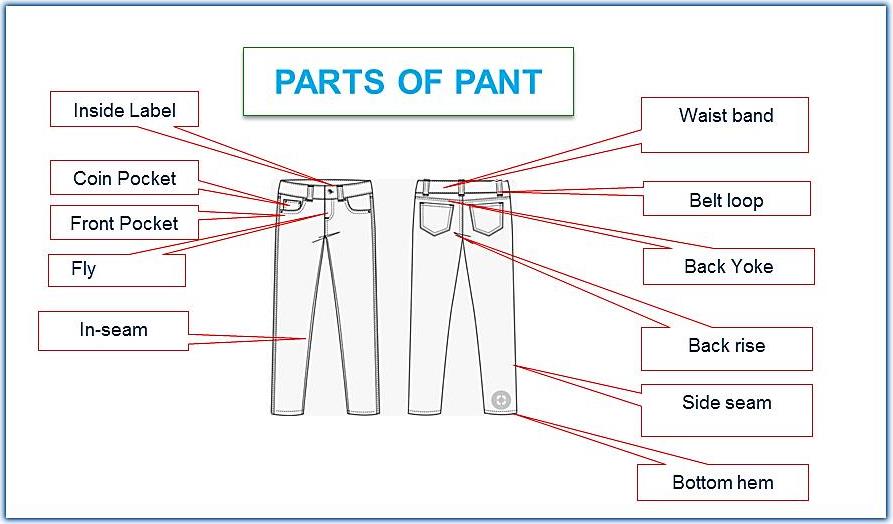 PARTS OF PANT
Inside Label
Coin Pocket
Front Pocket
Fly
In-seam
Waist band
Belt loop
Back Yoke
Back rise
Side seam
Bottom hem